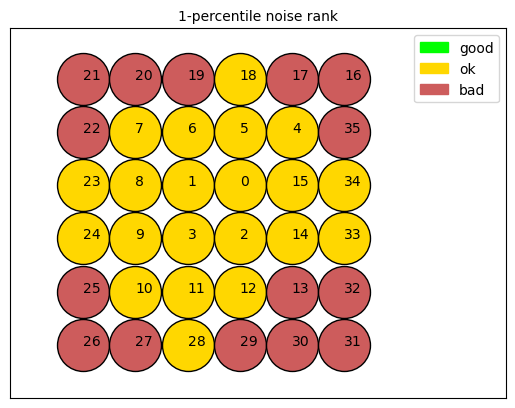 1-percentile noise rank
good
ok
bad
21 20 19 18 17 16
22 7 6 5 4 35
23 8 1 0 15 34
24 9 3 2 14 33
25 10 11 12 13 32
26 27 28 29 30 31